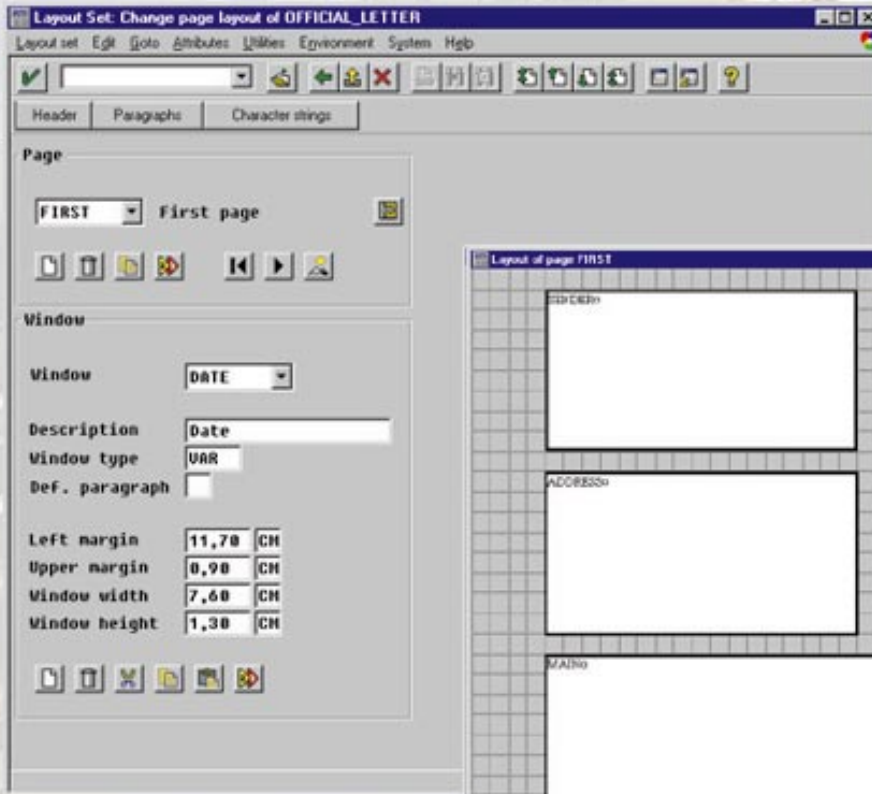 Layout Set: Change page layout of OFFICIAL_LETTER
Layout set Edit Goto Attributes Utilities Environment System Help
Header Paragraphs Character strings
Page
FIRST First page
Window
Window DATE
Description Date
Window type VAR
Def. paragraph
Left margin 11,70 CM
Upper margin 0,90 CM
Window width 7,60 CM
Window height 1,30 CM
Layout of page FIRST
ADDRESS
MAIN